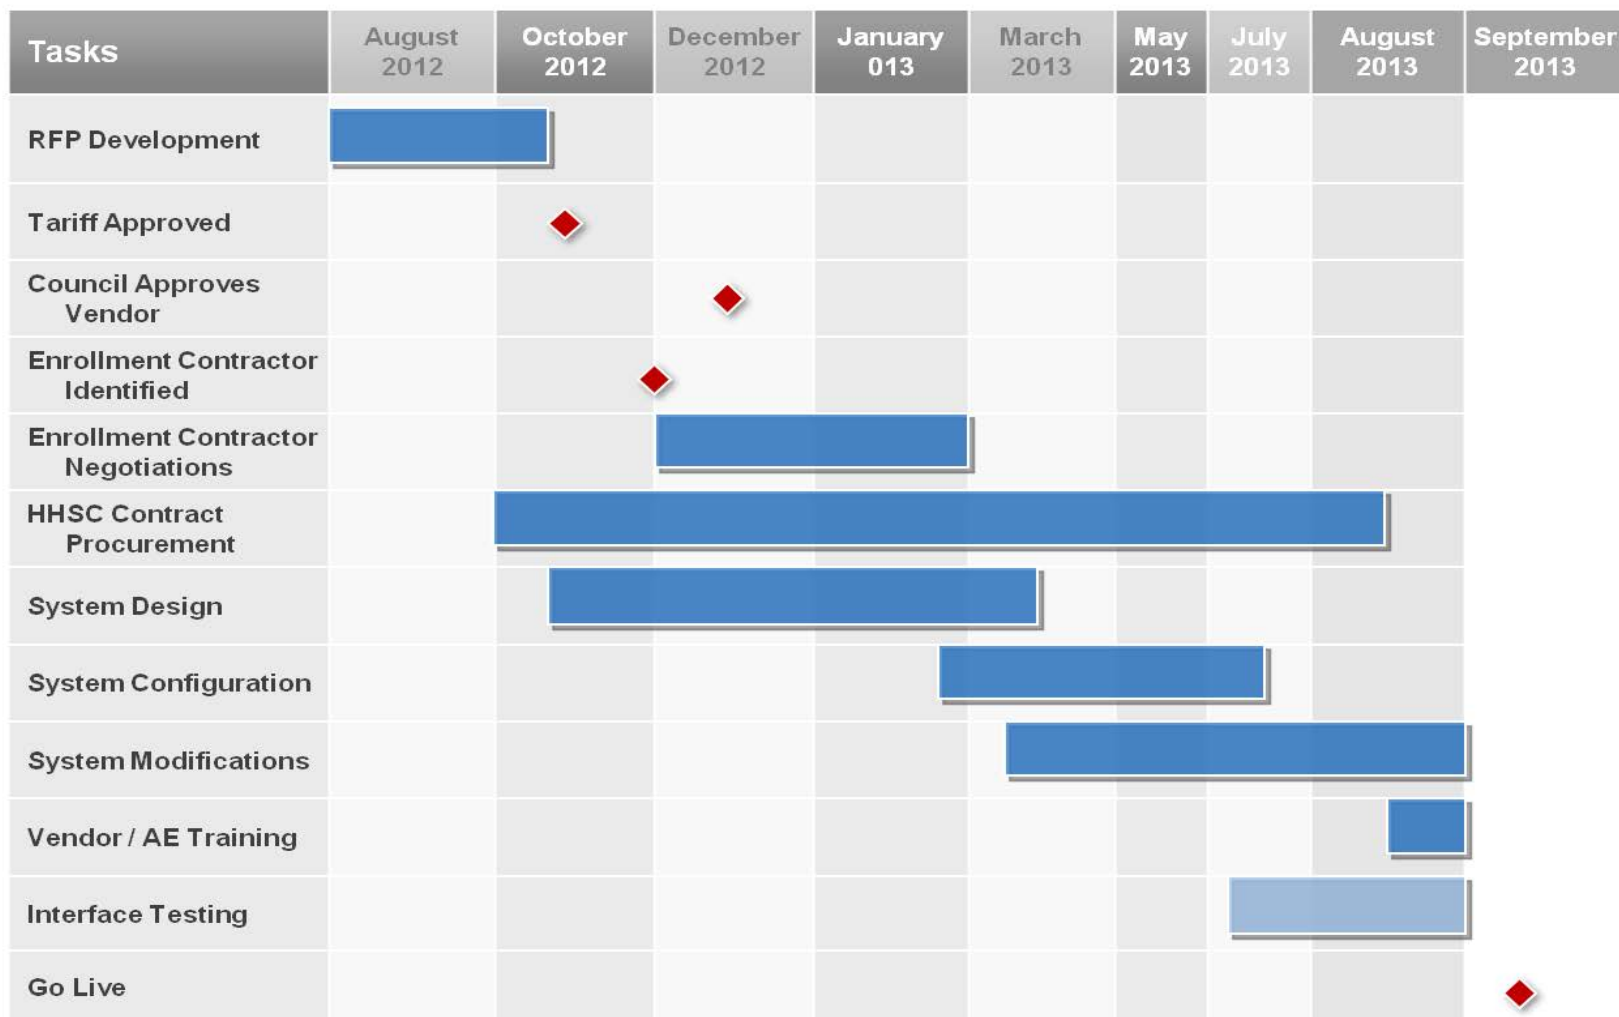 Tasks
August
2012
October
2012
December
2012
January
013
March
2013
May
2013
July
2013
August
2013
September
2013
RFP Development
Tariff Approved
Council Approves
Vendor
Enrollment Contractor
Identified
Enrollment Contractor
Negotiations
HHSC Contract
Procurement
System Design
System Configuration
System Modifications
Vendor / AE Training
Interface Testing
Go Live